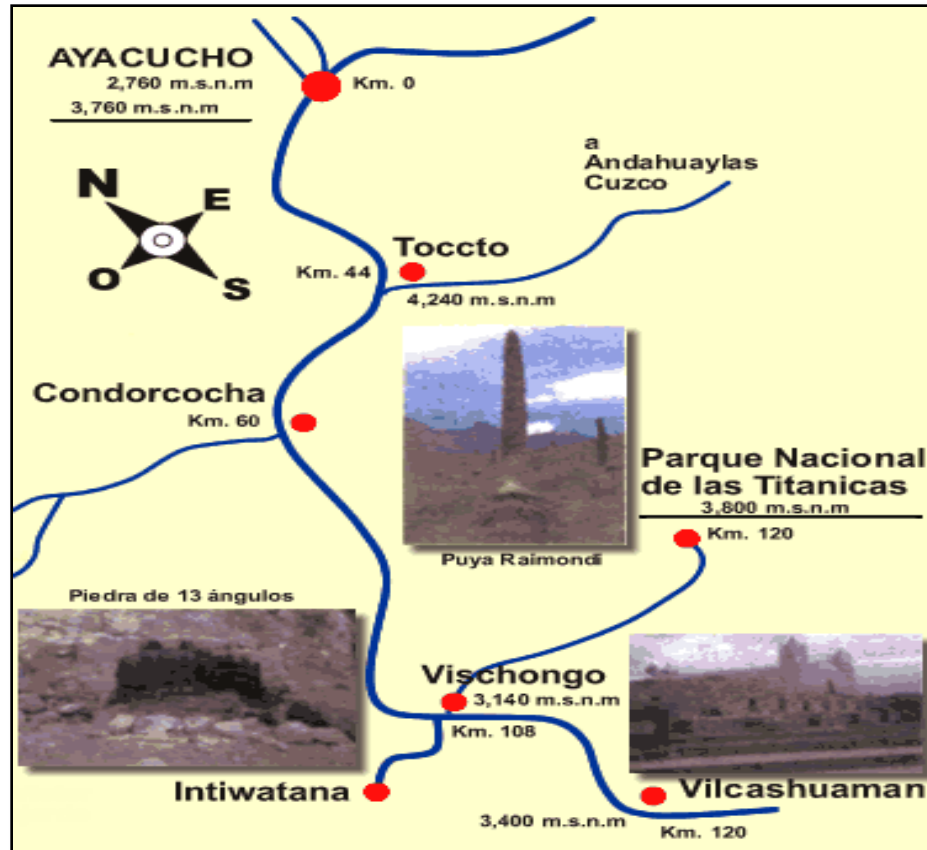 AYACUCHO
2,760 m.s.n.m
3,760 m.s.n.m
Km. 0
N
E
O
S
a
Andahuaylas
Cuzco
Toccto
Km. 44
4,240 m.s.n.m
Condorcocha
Km. 60
Parque Nacional
de las Titanicas
3,800 m.s.n.m
Km. 120
Puya Raimondi
Piedra de 13 ángulos
Vischongo
3,140 m.s.n.m
Km. 108
Intiwatana
Vilcashuaman
3,400 m.s.n.m
Km. 120